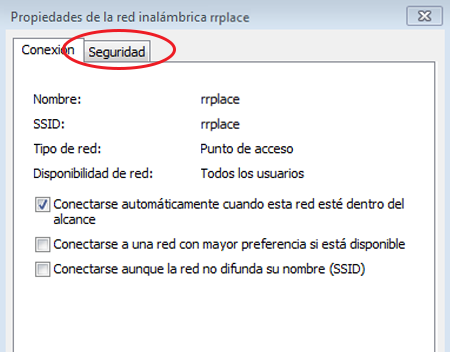 Propiedades de la red inalámbrica rrplace
Conexión Seguridad
Nombre: rrplace
SSID: rrplace
Tipo de red: Punto de acceso
Disponibilidad de red: Todos los usuarios
Conectarse automáticamente cuando esta red esté dentro del
alcance
Conectarse a una red con mayor preferencia si está disponible
Conectarse aunque la red no difunda su nombre (SSID)